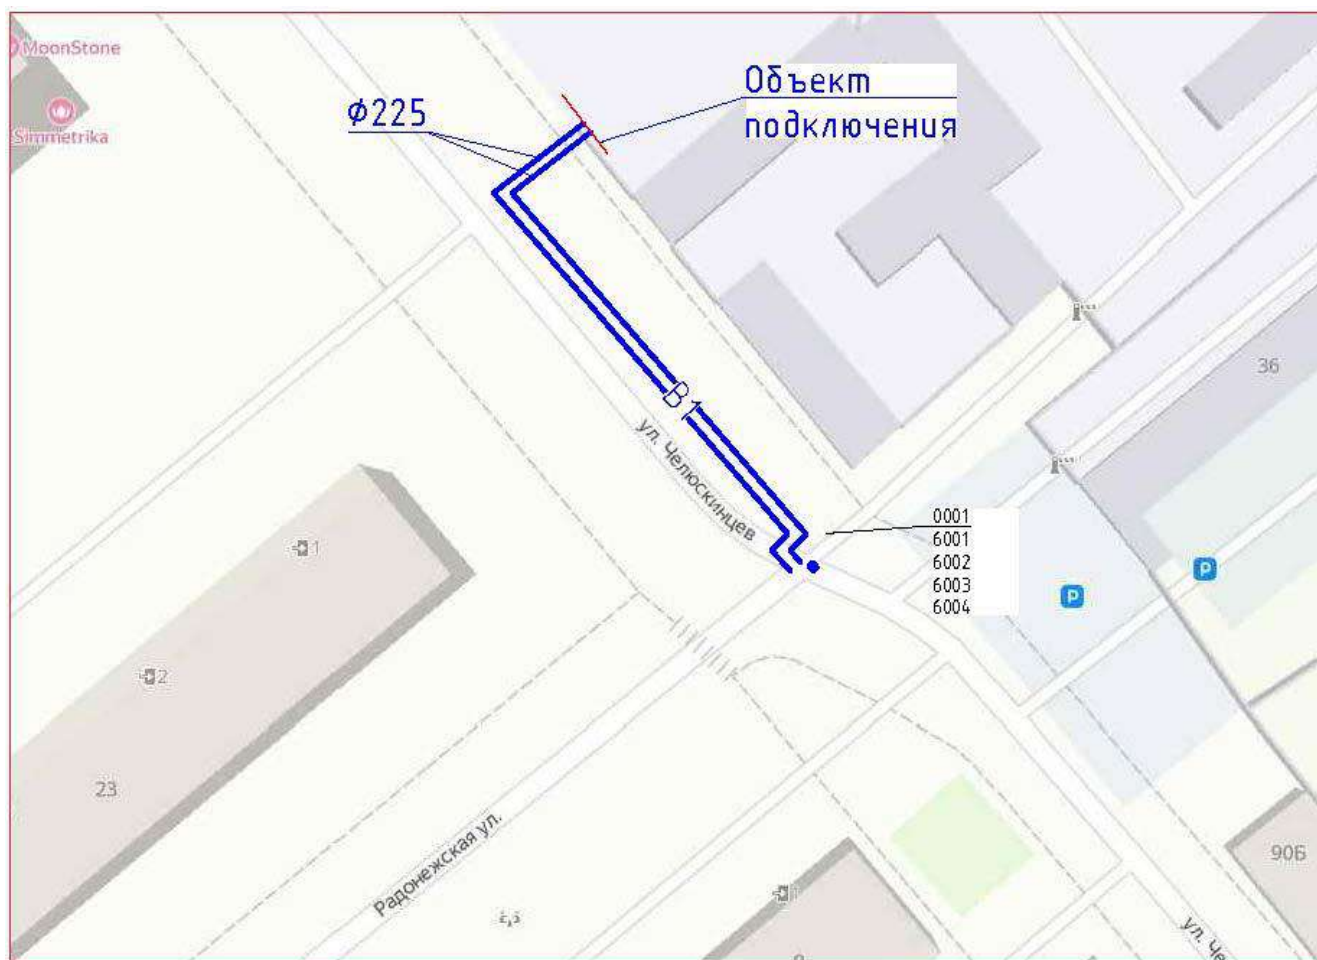 MoonStone
Simmetrika
Ф225
Объект
подключения
В1
ул. Челюскинцев
36
0001
6001
6002
6003
6004
P
P
1
2
23
Радонежская ул.
1
90Б
ул. Че